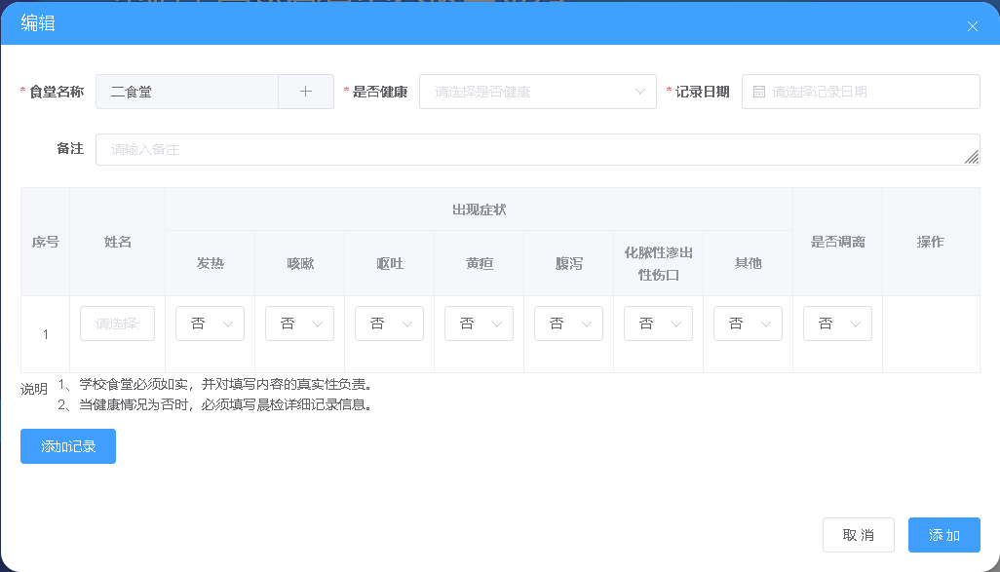 编辑
* 食堂名称 二食堂 * 是否健康 请选择是否健康 * 记录日期 请选择记录日期
备注 请输入备注
出现症状
序号 姓名 是否调离 操作
发热 咳嗽 呕吐 黄疸 腹泻 化脓性渗出 其他
性伤口
1 请选择 否 否 否 否 否 否 否 否
说明 1、学校食堂必须如实，并对填写内容的真实性负责。
2、当健康情况为否时，必须填写晨检详细记录信息。
添加记录
取 消 添 加